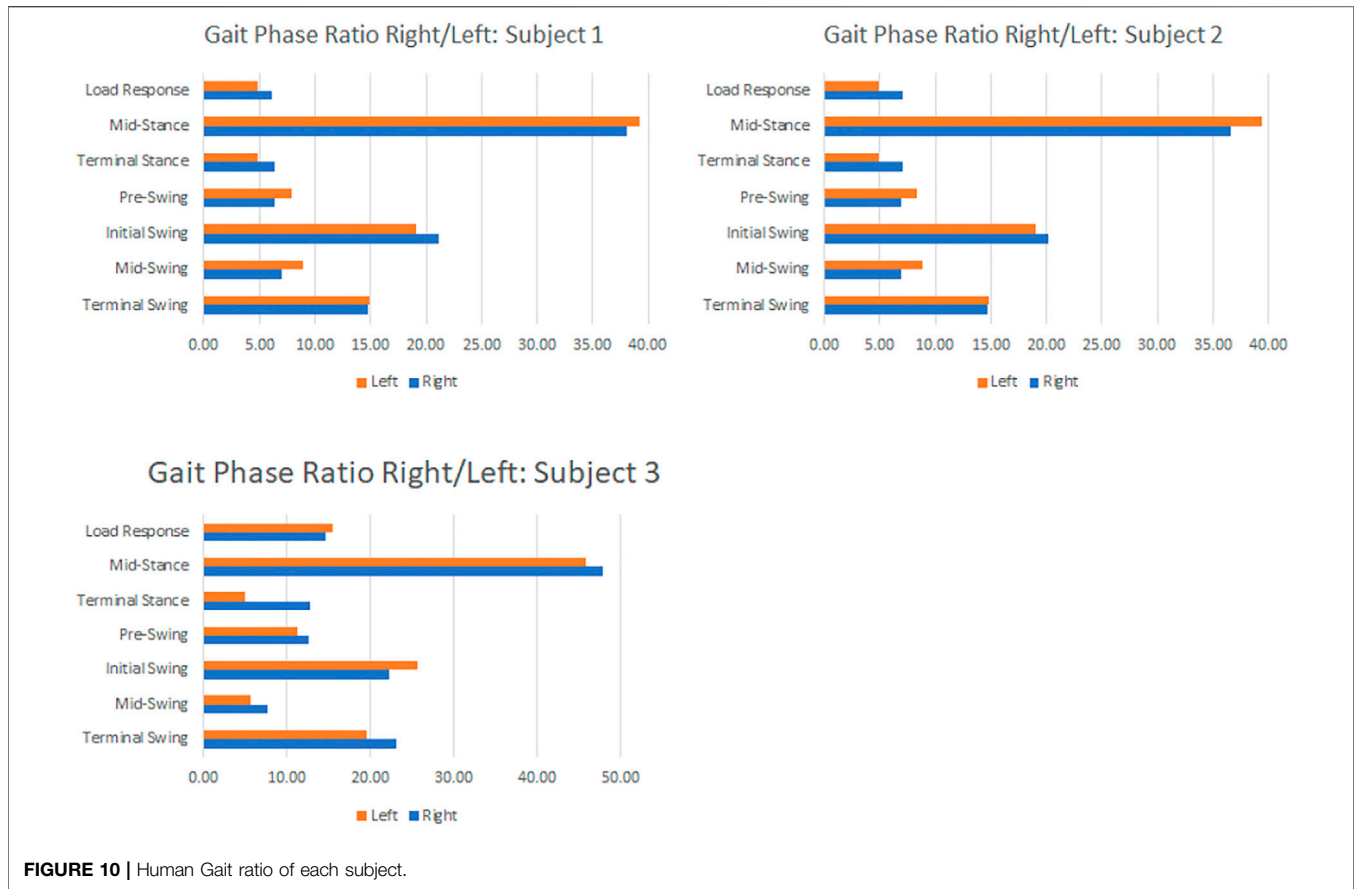 Gait Phase Ratio Right/Left: Subject 1
Load Response
Mid-Stance
Terminal Stance
Pre-Swing
Initial Swing
Mid-Swing
Terminal Swing
0.00 5.00 10.00 15.00 20.00 25.00 30.00 35.00 40.00
Left Right
Gait Phase Ratio Right/Left: Subject 2
Load Response
Mid-Stance
Terminal Stance
Pre-Swing
Initial Swing
Mid-Swing
Terminal Swing
0.00 5.00 10.00 15.00 20.00 25.00 30.00 35.00 40.00
Left Right
Gait Phase Ratio Right/Left: Subject 3
Load Response
Mid-Stance
Terminal Stance
Pre-Swing
Initial Swing
Mid-Swing
Terminal Swing
0.00 10.00 20.00 30.00 40.00 50.00
Left Right
FIGURE 10 | Human Gait ratio of each subject.